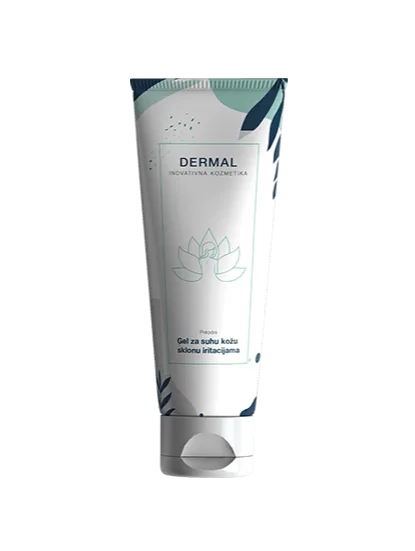 DERMAL
INOVATIVNA KOZMETIKA
Gel za suhu kožu
sklonu iritacijama